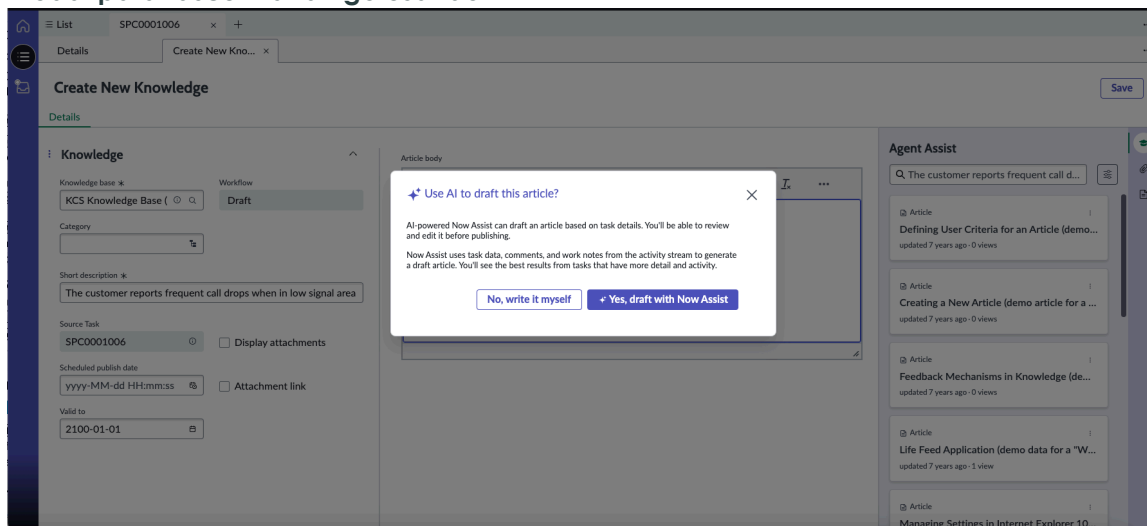 List
SPC0001006
Details
Create New Kno...
Create New Knowledge
Save
Details
Knowledge
Knowledge base
Workflow
KCS Knowledge Base (
Draft
Category
Short description
The customer reports frequent call drops when in low signal area
Source Task
SPC0001006
Display attachments
Scheduled publish date
yyyy-MM-dd HH:mm:ss
Attachment link
Valid to
2100-01-01
Article body
Use AI to draft this article?
AI-powered Now Assist can draft an article based on task details. You'll be able to review
and edit it before publishing.
Now Assist uses task data, comments, and work notes from the activity stream to generate
a draft article. You'll see the best results from tasks that have more detail and activity.
No, write it myself
Yes, draft with Now Assist
Agent Assist
The customer reports frequent call d...
Article
Defining User Criteria for an Article (demo...
updated 7 years ago · 0 views
Article
Creating a New Article (demo article for a ...
updated 7 years ago · 0 views
Article
Feedback Mechanisms in Knowledge (de...
updated 7 years ago · 0 views
Article
Life Feed Application (demo data for a "W...
updated 7 years ago · 1 view
Article
Managing Settings in Internet Explorer 10